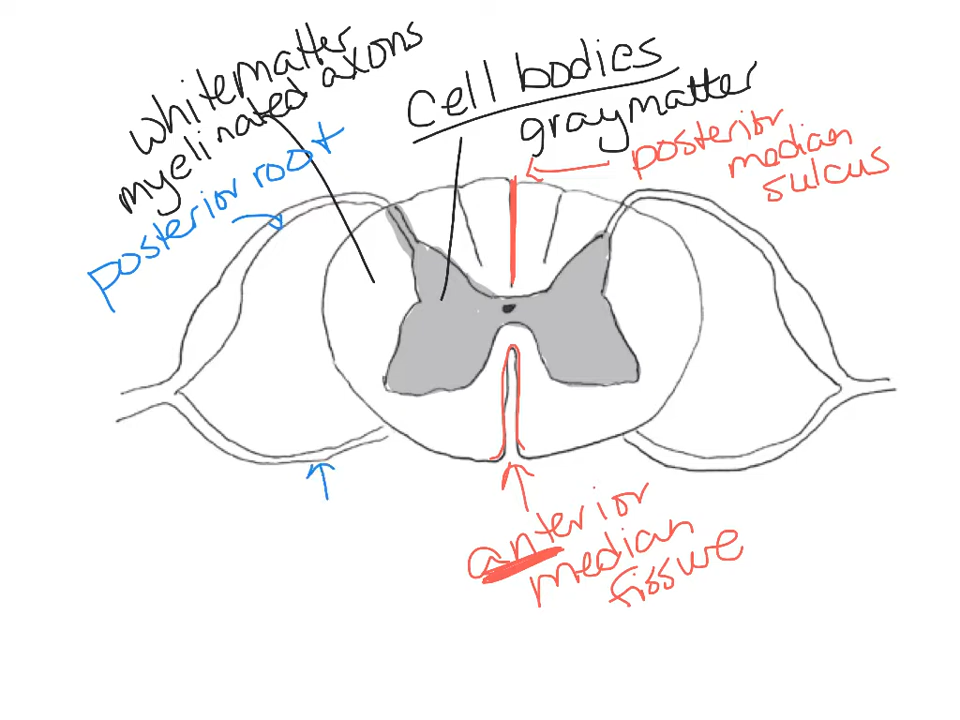 whitematter
myelinated axons
posterior root
cell bodies
graymatter
posterior
median
sulcus
anterior
median
fissure